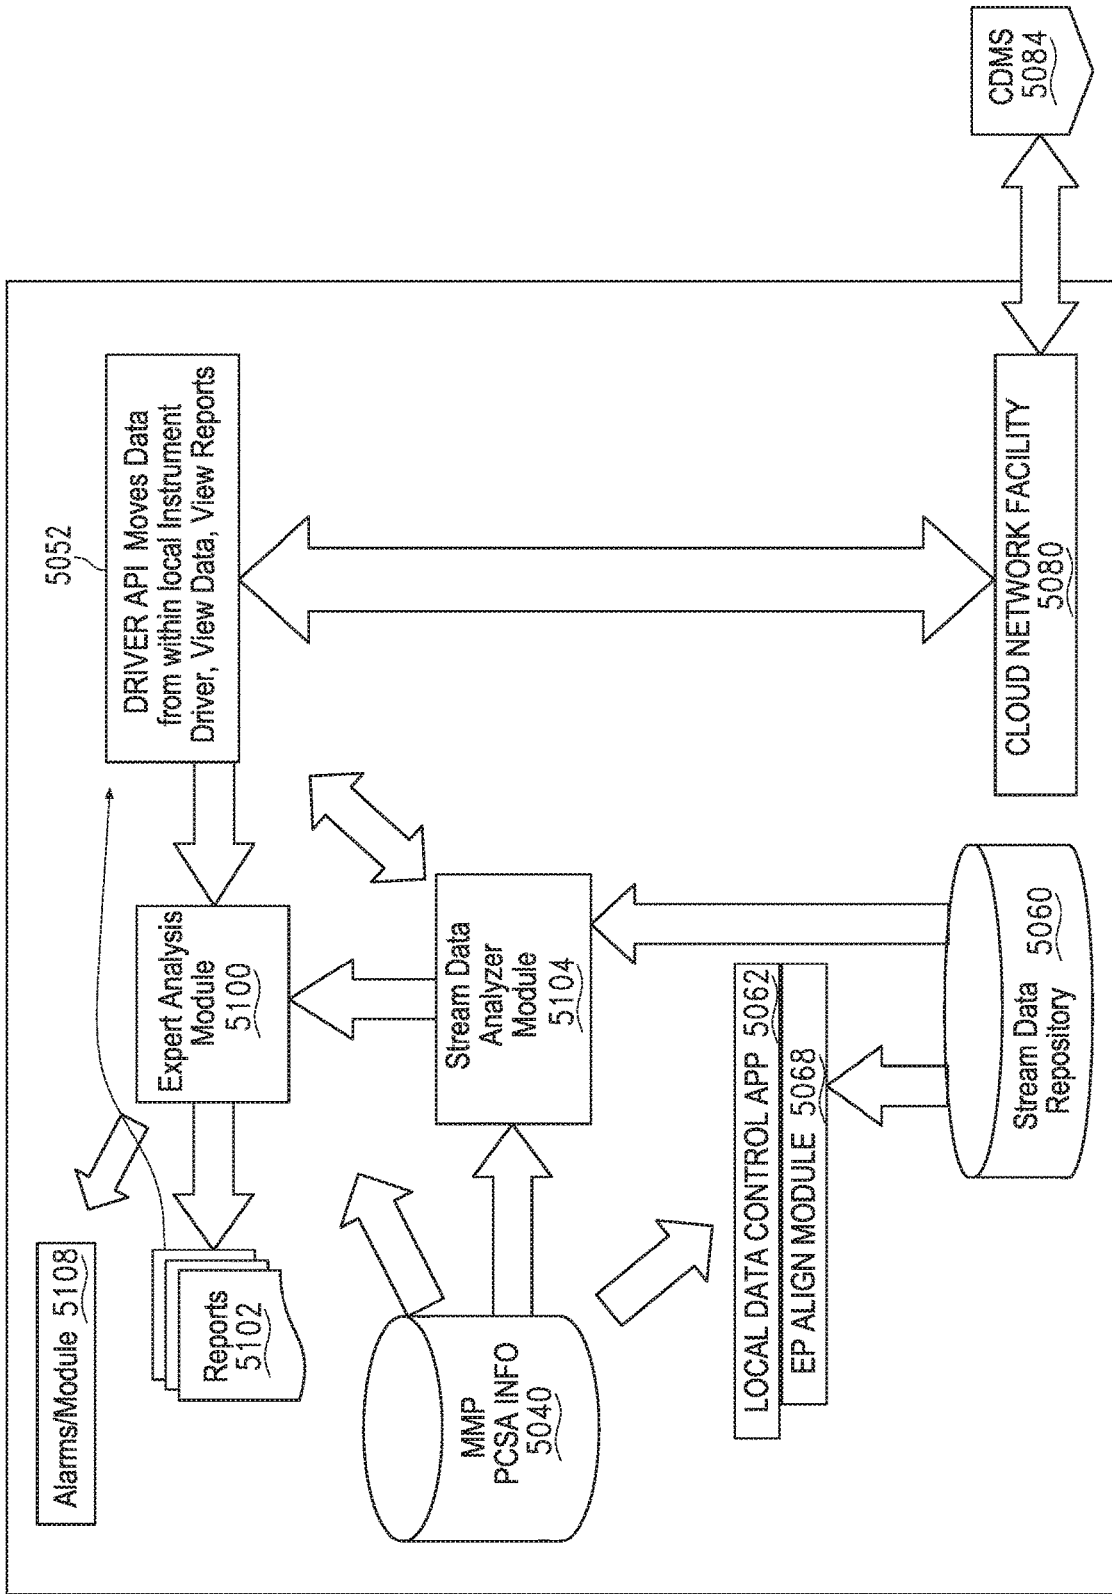 Alarms/Module 5108
Reports
5102
Expert Analysis
Module
5100
5052
DRIVER API Moves Data
from within local Instrument
Driver, View Data, View Reports
MMP
PCSA INFO
5040
Stream Data
Analyzer
Module
5104
LOCAL DATA CONTROL APP 5062
EP ALIGN MODULE 5068
Stream Data 5060
Repository
CLOUD NETWORK FACILITY
5080
CDMS
5084